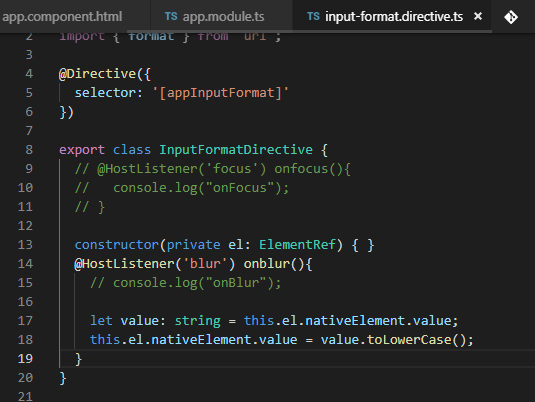 app.component.html TS app.module.ts TS input-format.directive.ts ×
2 import { format } from 'url';
3
4 @Directive({
5 selector: '[appInputFormat]'
6 })
7
8 export class InputFormatDirective {
9 // @HostListener('focus') onfocus(){
10 // console.log("onFocus");
11 // }
12
13 constructor(private el: ElementRef) { }
14 @HostListener('blur') onblur(){
15 // console.log("onBlur");
16
17 let value: string = this.el.nativeElement.value;
18 this.el.nativeElement.value = value.toLowerCase();
19 }
20 }
21